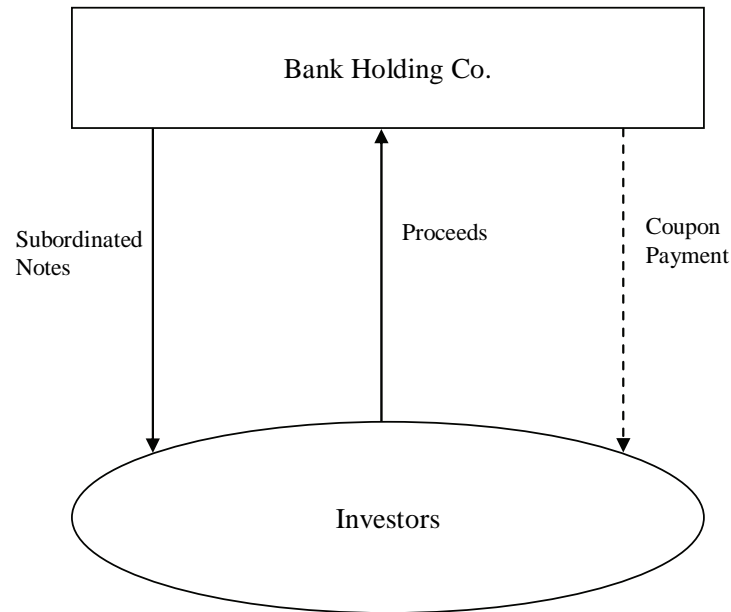 Bank Holding Co.
Subordinated
Notes
Proceeds
Coupon
Payment
Investors